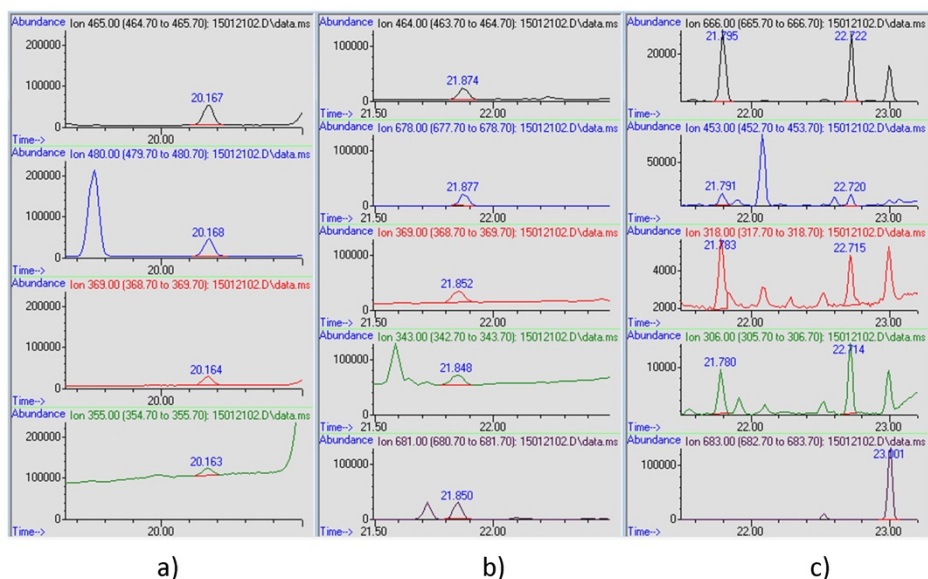 Abundance Ion 465.00 (464.70 to 465.70): 15012102.D\data.ms
200000
100000
0
20.167
Time--> 20.00
Abundance Ion 480.00 (479.70 to 480.70): 15012102.D\data.ms
200000
100000
0
20.168
Time--> 20.00
Abundance Ion 369.00 (368.70 to 369.70): 15012102.D\data.ms
200000
100000
0
20.164
Time--> 20.00
Abundance Ion 355.00 (354.70 to 355.70): 15012102.D\data.ms
200000
100000
0
20.163
Time--> 20.00
a)
Abundance Ion 464.00 (463.70 to 464.70): 15012102.D\data.ms
100000
0
21.874
Time--> 21.50 22.00
Abundance Ion 678.00 (677.70 to 678.70): 15012102.D\data.ms
100000
0
21.877
Time--> 21.50 22.00
Abundance Ion 369.00 (368.70 to 369.70): 15012102.D\data.ms
100000
0
21.852
Time--> 21.50 22.00
Abundance Ion 343.00 (342.70 to 343.70): 15012102.D\data.ms
100000
0
21.848
Time--> 21.50 22.00
Abundance Ion 681.00 (680.70 to 681.70): 15012102.D\data.ms
100000
0
21.850
Time--> 21.50 22.00
b)
Abundance Ion 666.00 (665.70 to 666.70): 15012102.D\data.ms
21.795 22.722
20000
0
Time--> 22.00 23.00
Abundance Ion 453.00 (452.70 to 453.70): 15012102.D\data.ms
50000
0
21.791 22.720
Time--> 22.00 23.00
Abundance Ion 318.00 (317.70 to 318.70): 15012102.D\data.ms
21.783 22.715
4000
2000
Time--> 22.00 23.00
Abundance Ion 306.00 (305.70 to 306.70): 15012102.D\data.ms
22.714
10000
0
21.780
Time--> 22.00 23.00
Abundance Ion 683.00 (682.70 to 683.70): 15012102.D\data.ms
23.001
100000
0
Time--> 22.00 23.00
c)